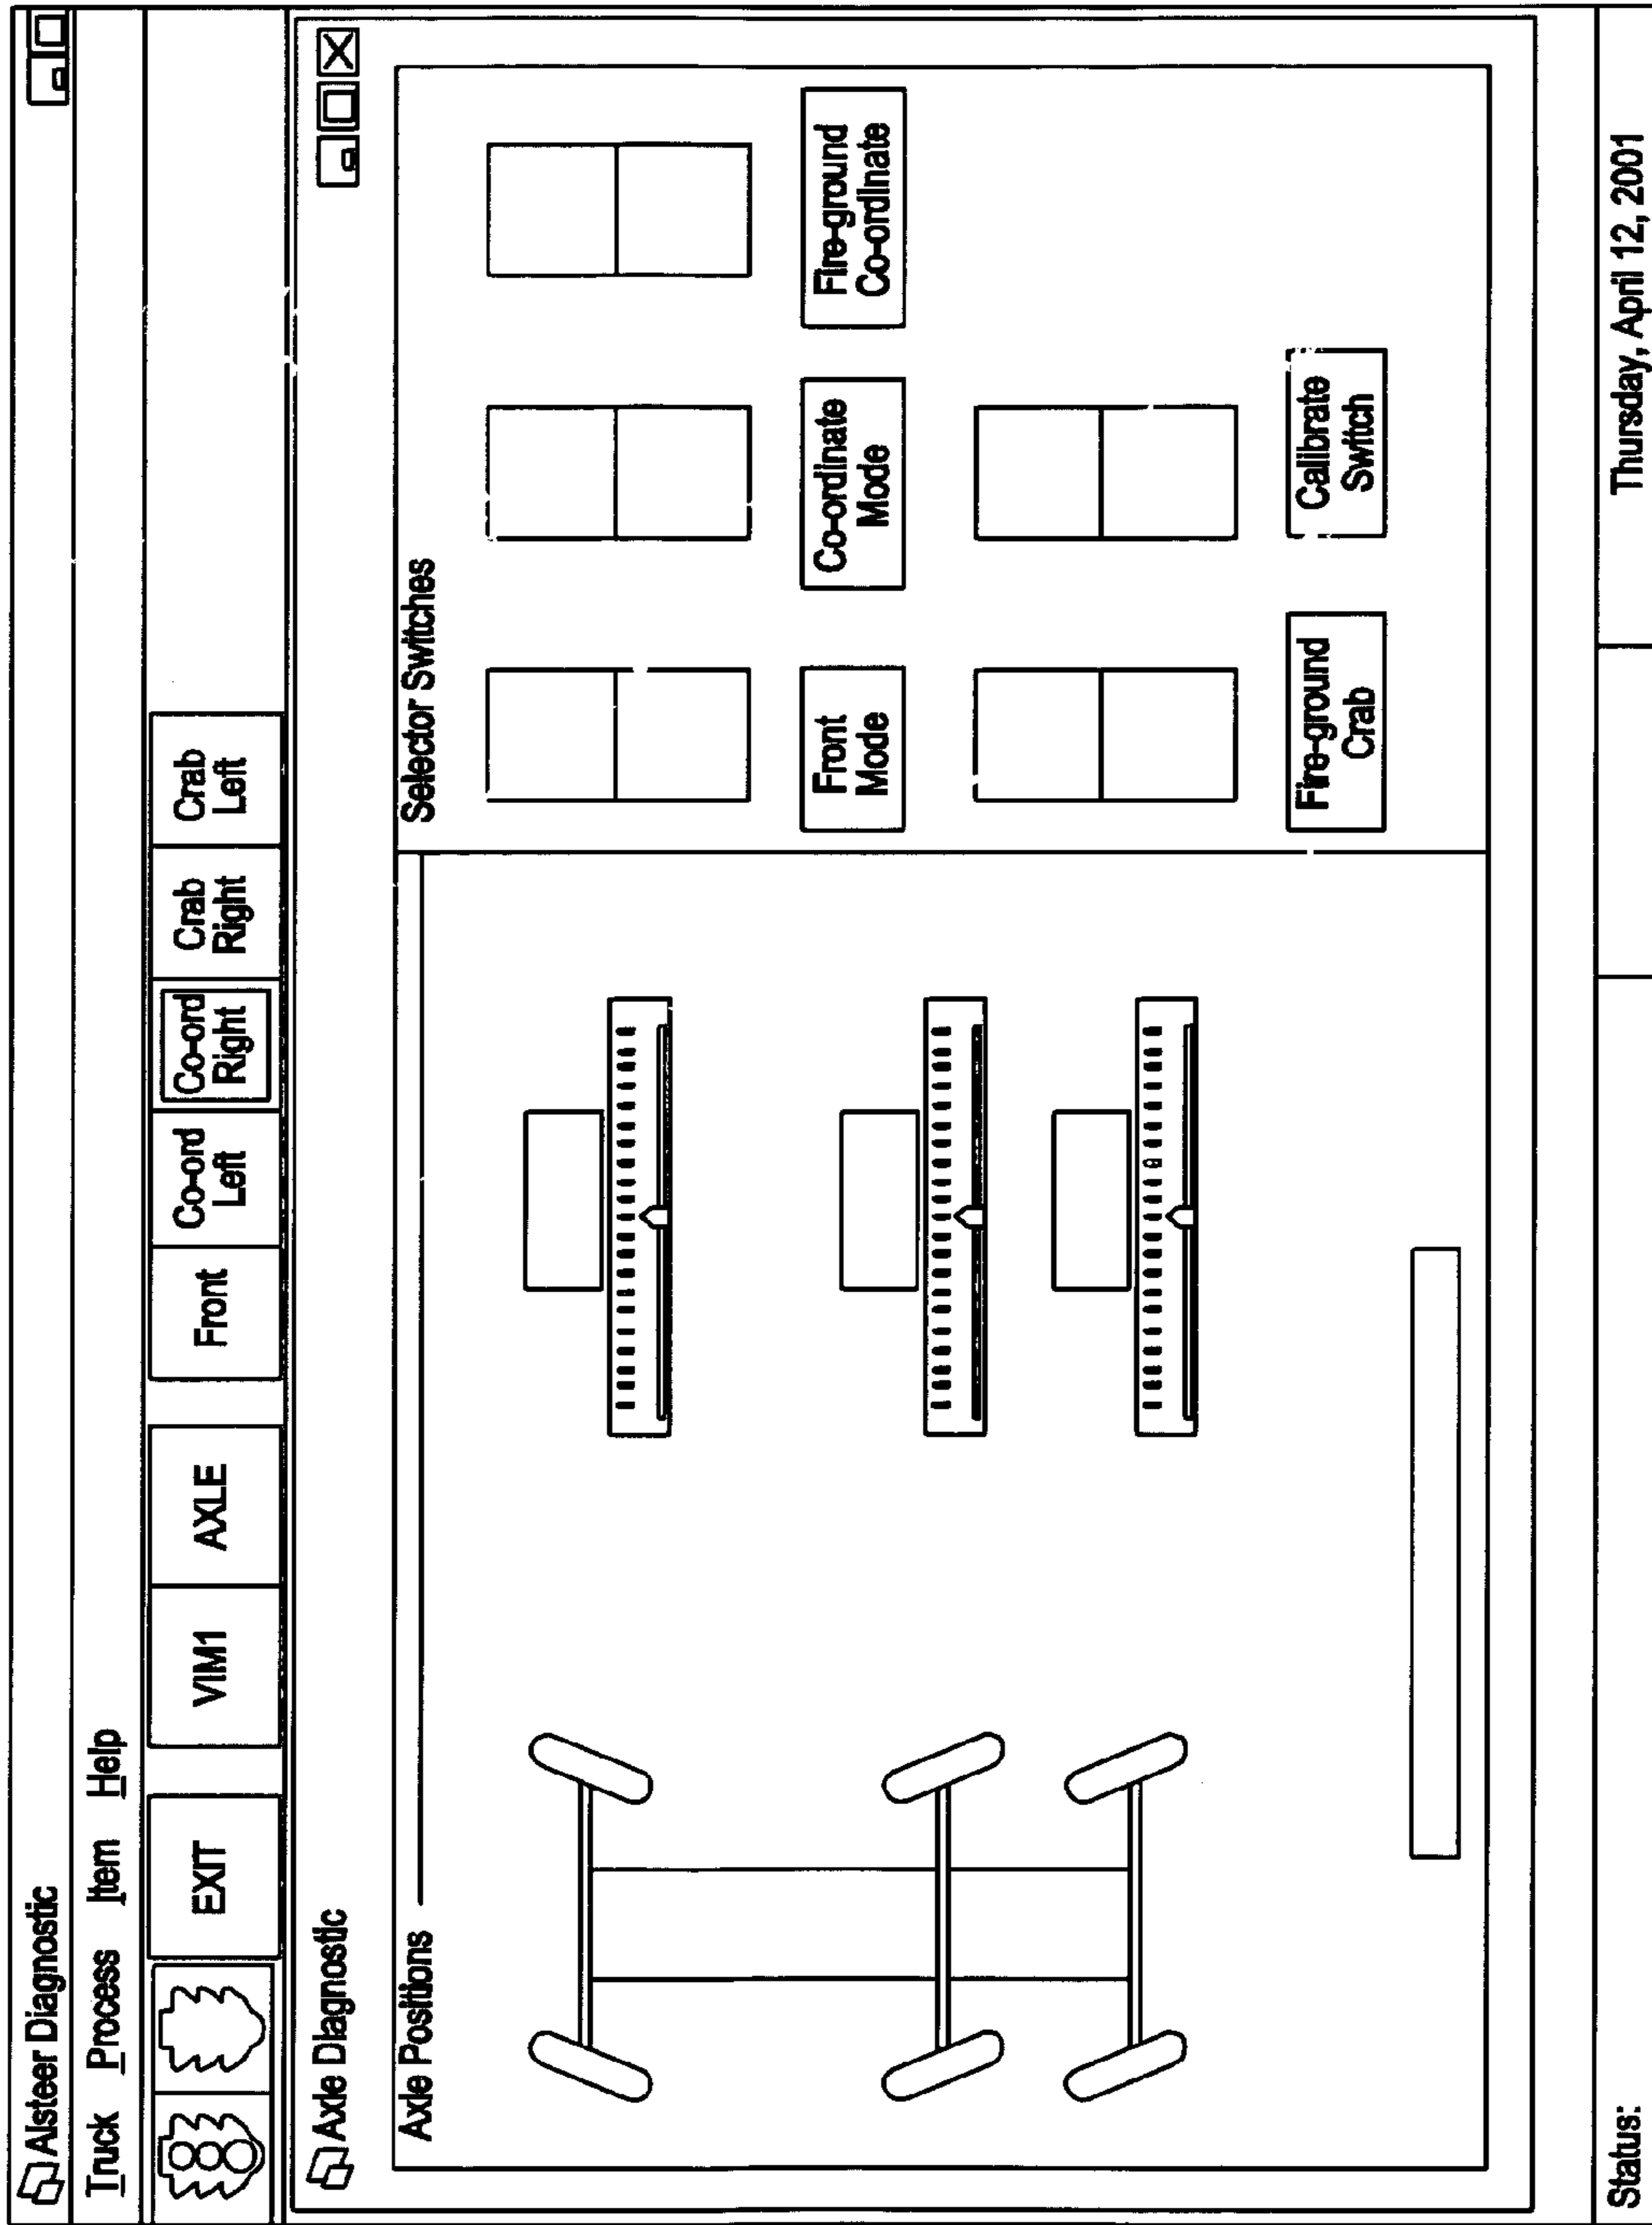 Alsteer Diagnostic
Truck Process Item Help
EXIT VIM1 AXLE Front Co-ord Left Co-ord Right Crab Right Crab Left
Axle Diagnostic
Axle Positions
Selector Switches
Front
Mode
Co-ordinate
Mode
Fire-ground
Co-ordinate
Fire-ground
Crab
Calibrate
Switch
Status:
Thursday, April 12, 2001